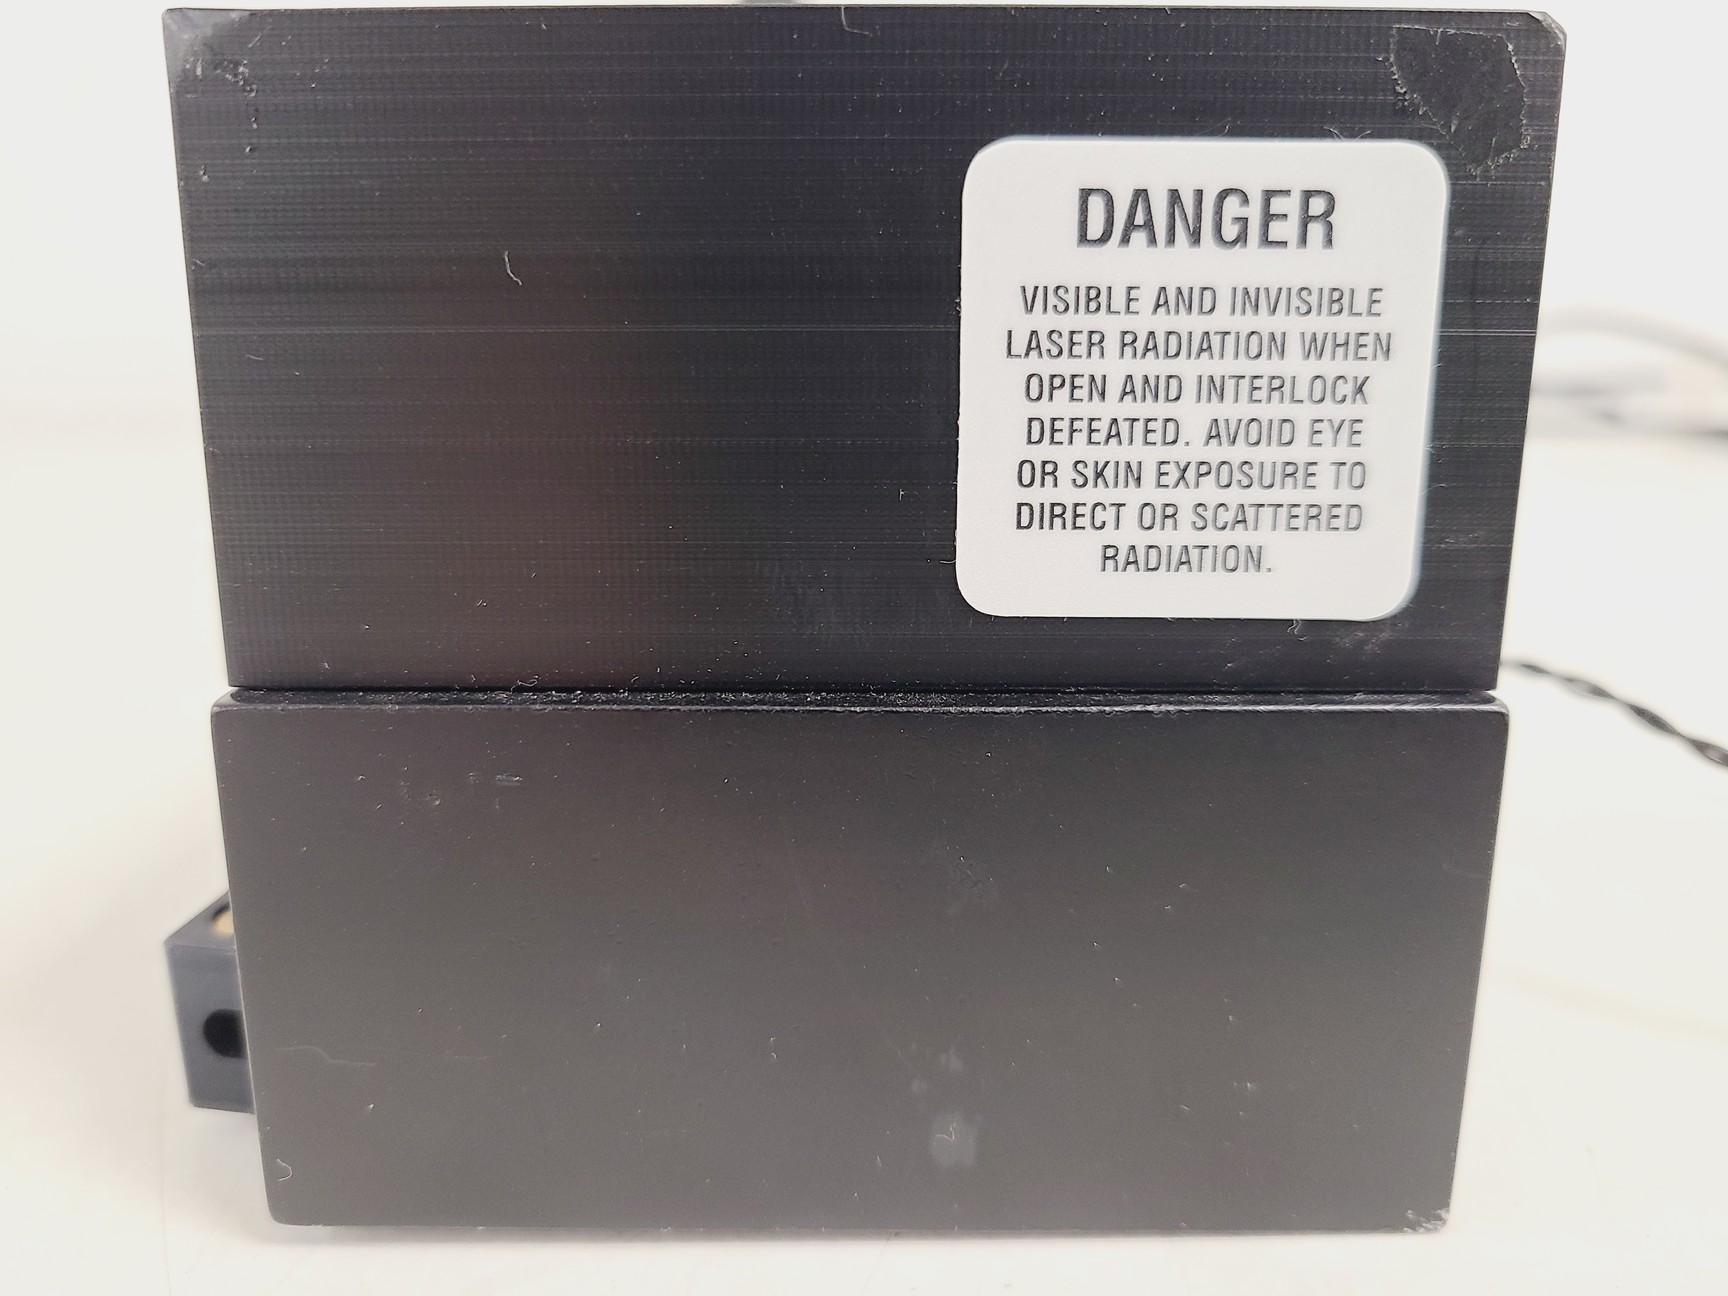 DANGER
VISIBLE AND INVISIBLE
LASER RADIATION WHEN
OPEN AND INTERLOCK
DEFEATED. AVOID EYE
OR SKIN EXPOSURE TO
DIRECT OR SCATTERED
RADIATION.